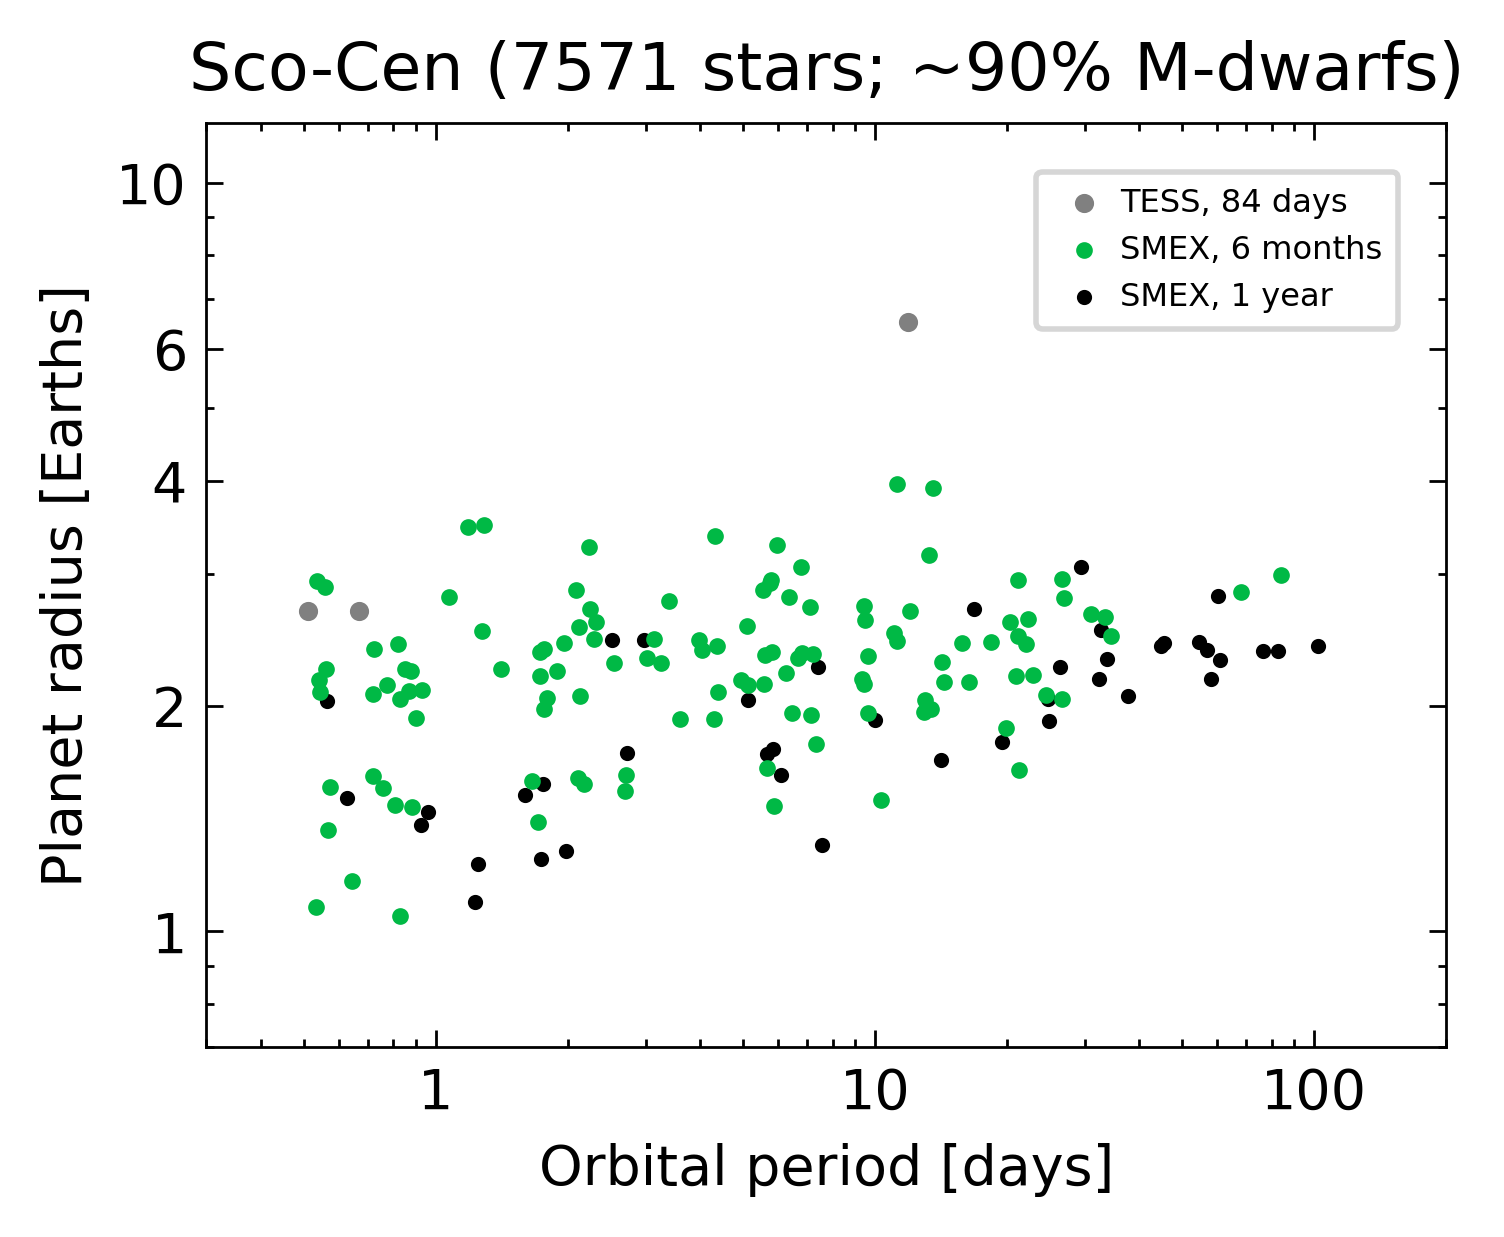 Sco-Cen (7571 stars; ~90% M-dwarfs)
TESS, 84 days
SMEX, 6 months
SMEX, 1 year
Planet radius [Earths]
10
6
4
2
1
1
10
100
Orbital period [days]